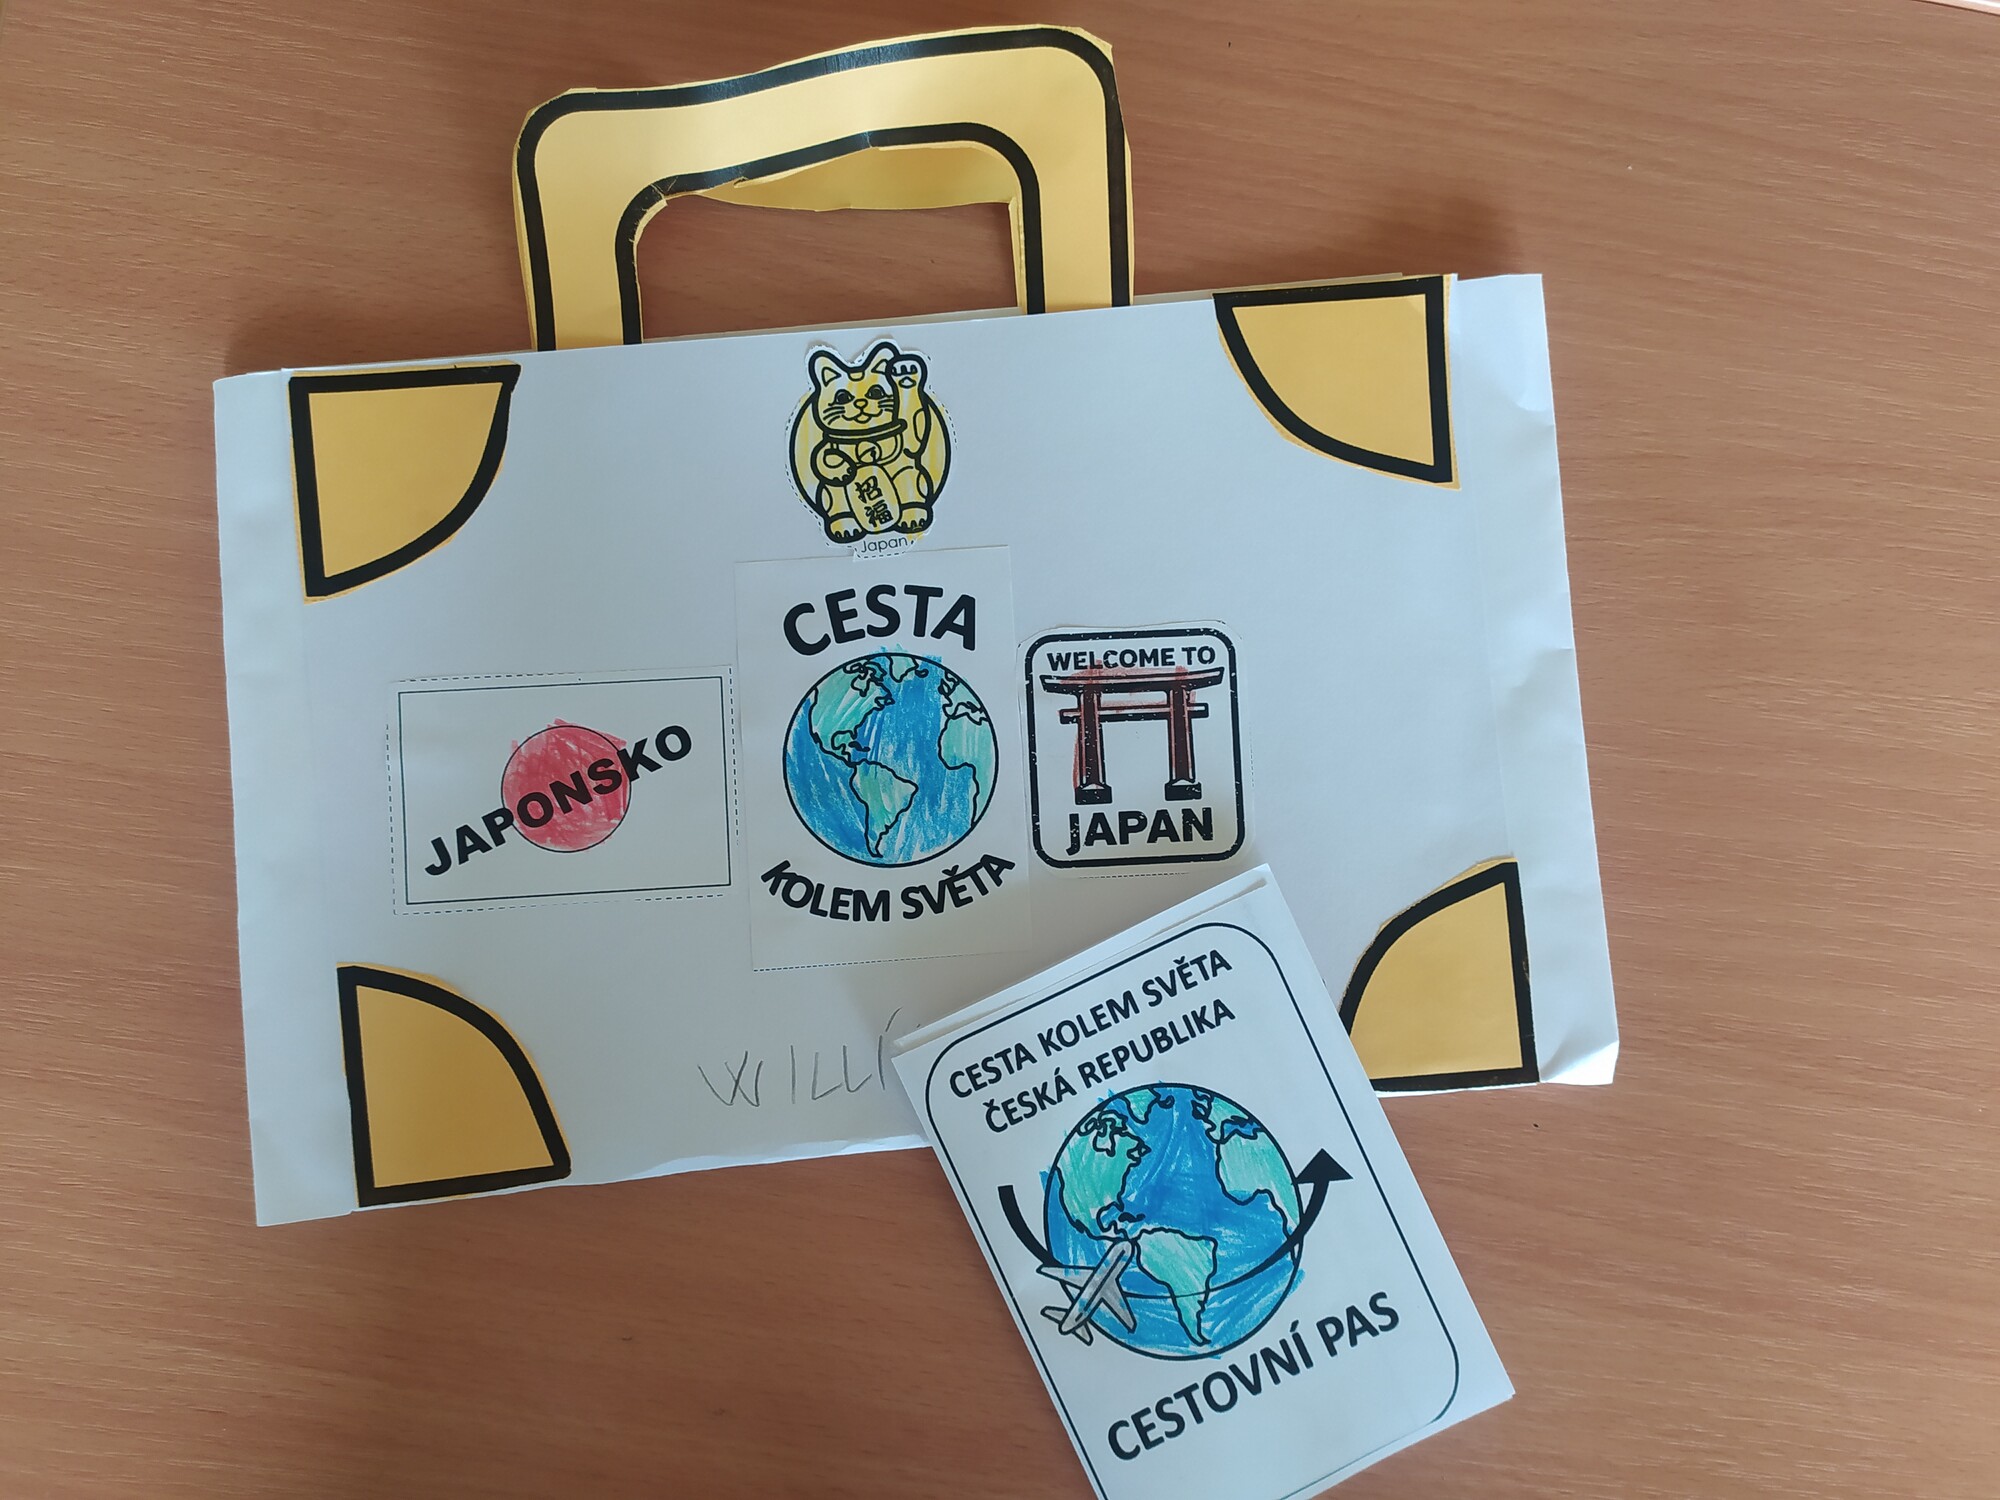 招
福
Japan
CESTA
KOLEM SVĚTA
JAPONSKO
WELCOME TO
JAPAN
CESTA KOLEM SVĚTA
ČESKÁ REPUBLIKA
CESTOVNÍ PAS